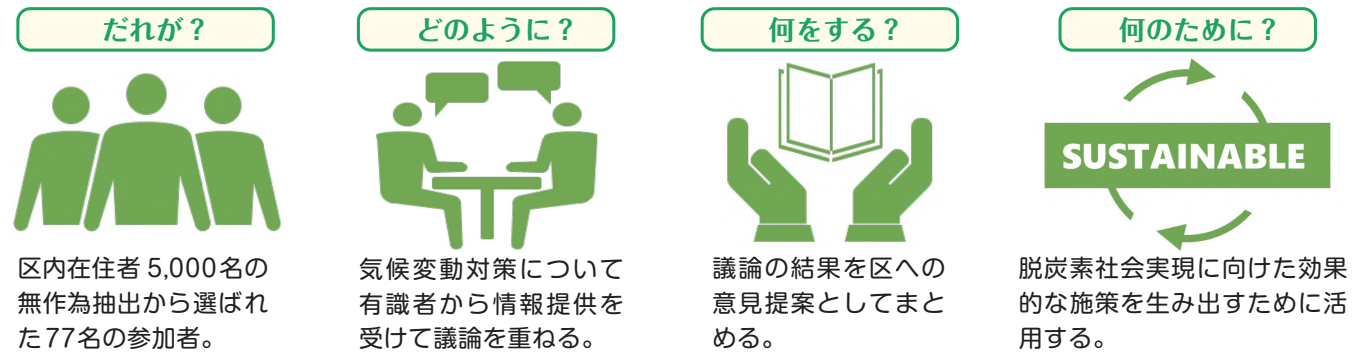 だれが？
区内在住者5,000名の
無作為抽出から選ばれ
た77名の参加者。
どのように？
気候変動対策について
有識者から情報提供を
受けて議論を重ねる。
何をする？
議論の結果を区への
意見提案としてまと
める。
何のために？
SUSTAINABLE
脱炭素社会実現に向けた効果
的な施策を生み出すために活
用する。